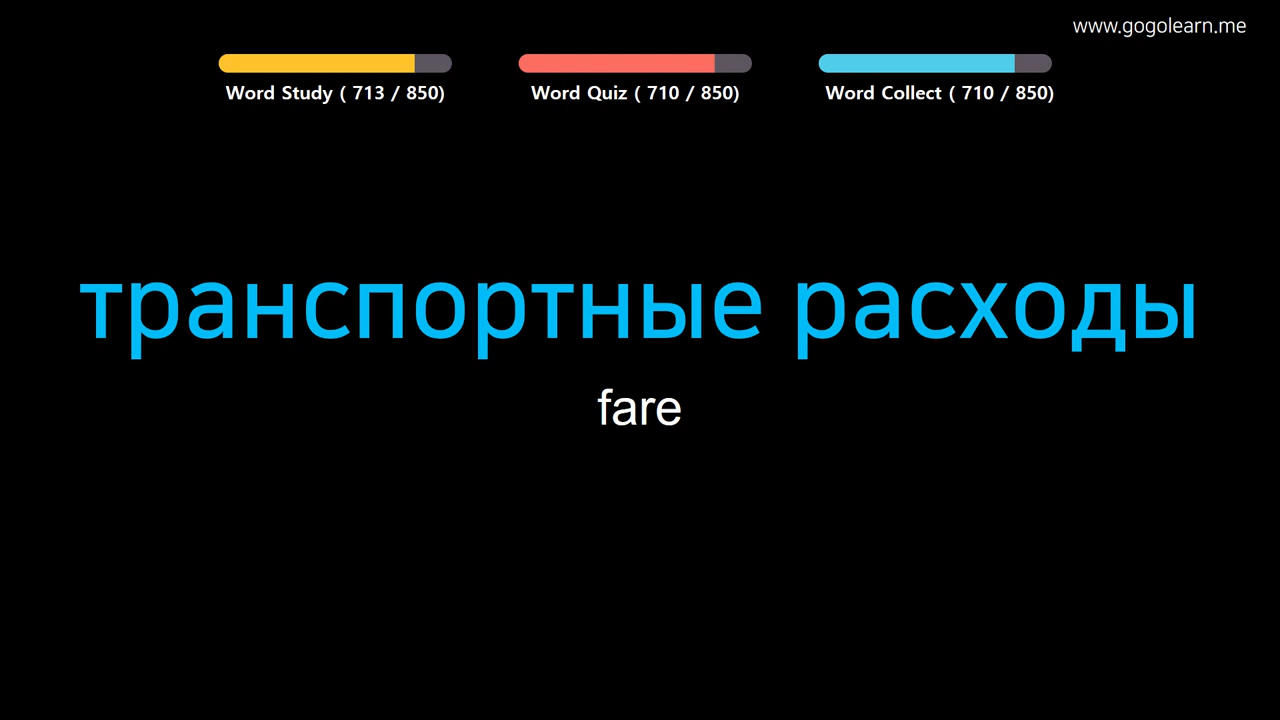 www.gogolearn.me
Word Study ( 713 / 850)
Word Quiz ( 710 / 850)
Word Collect ( 710 / 850)
транспортные расходы
fare